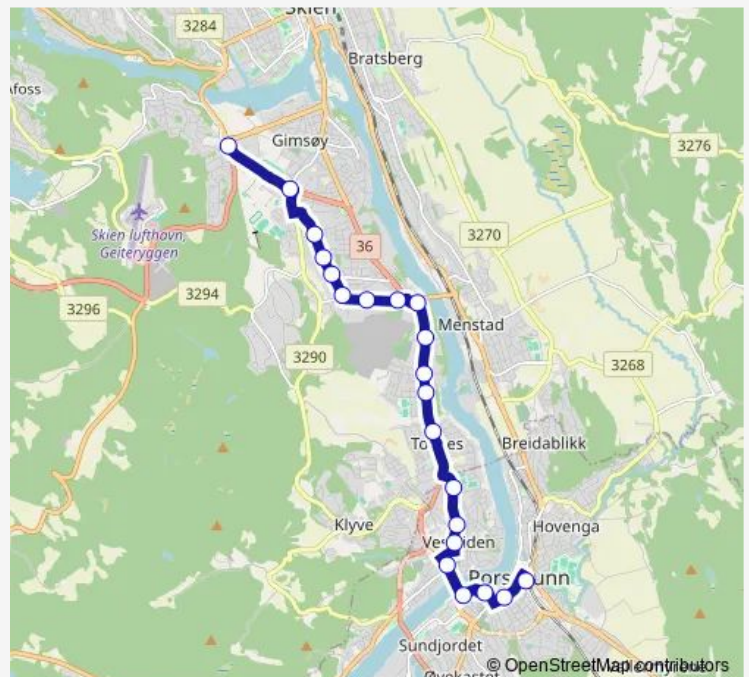 Skien
3284
Bratsberg
Gimsøy
3276
Skien lufthavn,
Geiteryggen
3270
36
3294
3296
Menstad
3290
3268
Breidablikk
Klyve
Hovenga
Sundjordet
© OpenStreetMap contributors